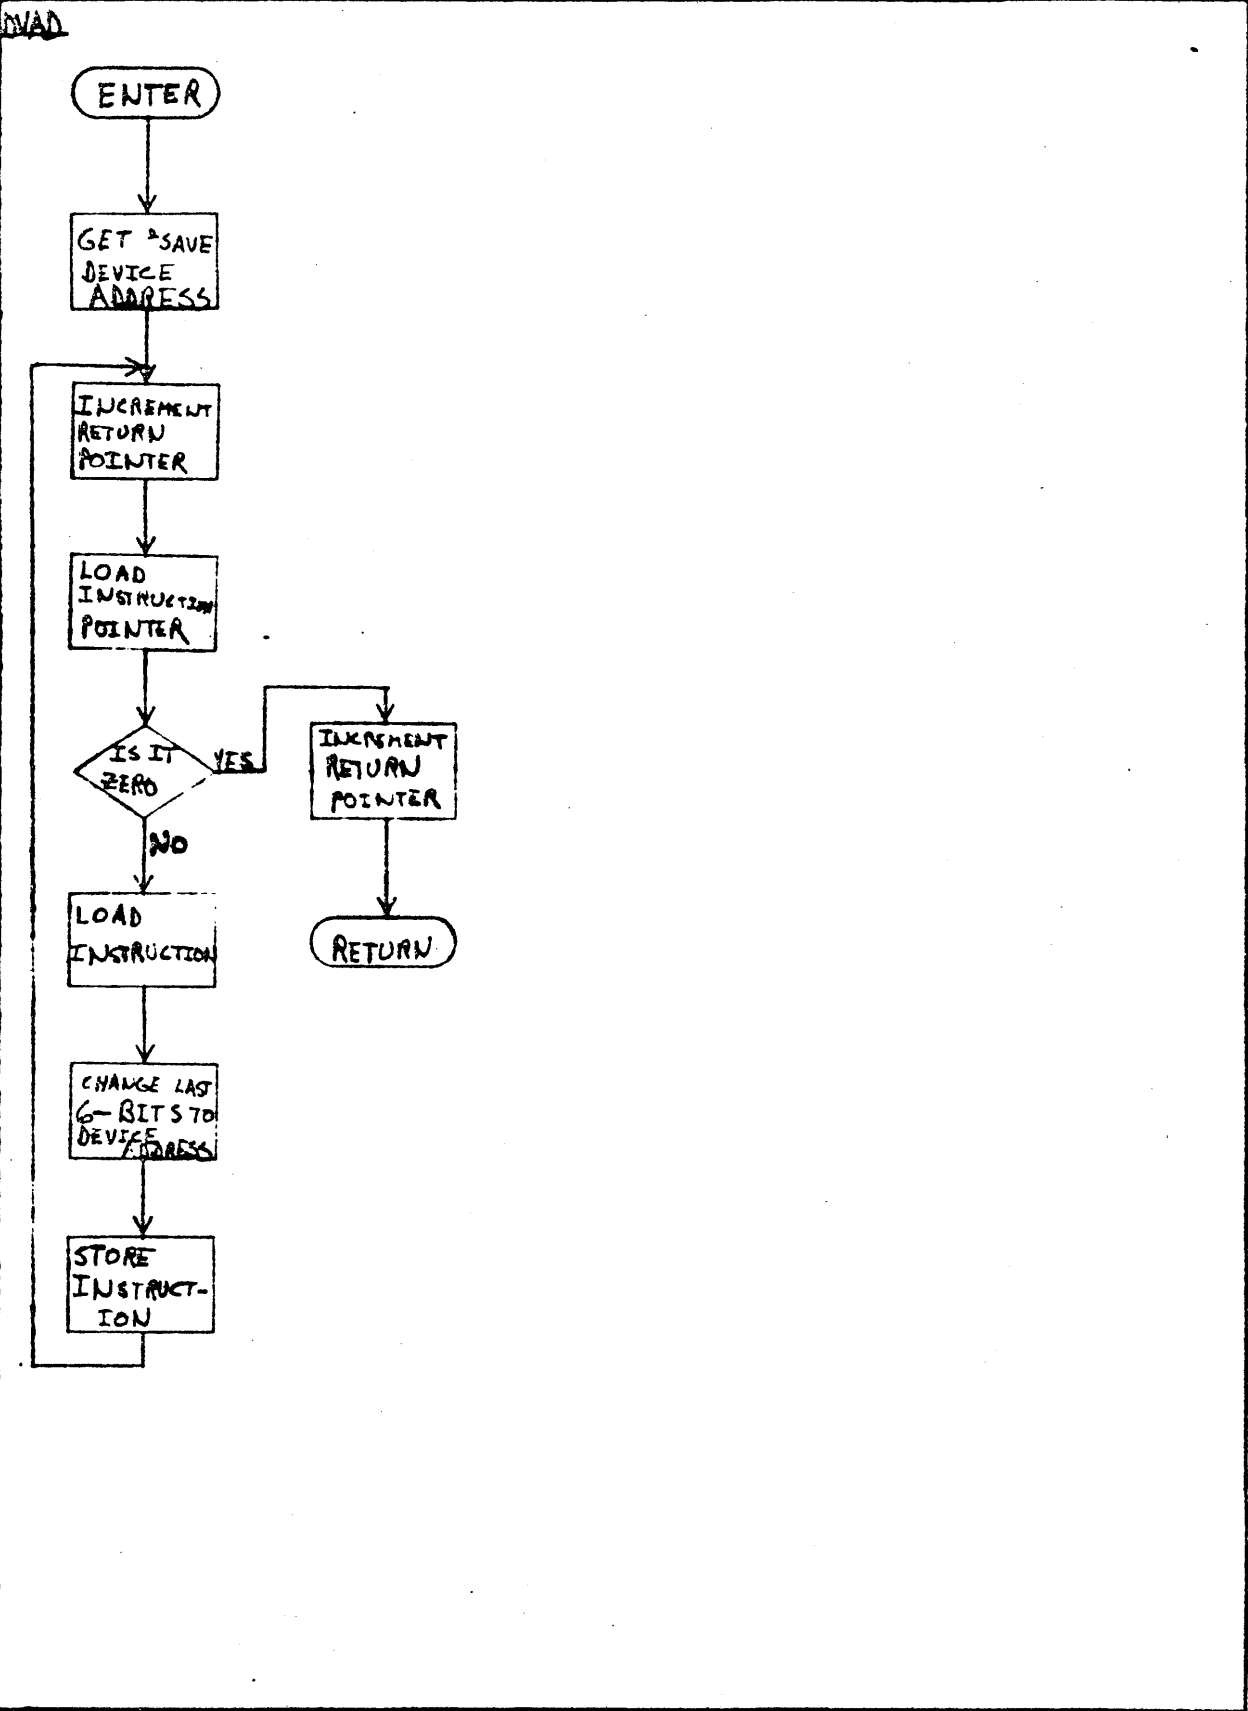 DVAD
ENTER
GET & SAVE
DEVICE
ADDRESS
INCREMENT
RETURN
POINTER
LOAD
INSTRUCTION
POINTER
IS IT
ZERO
YES
INCREMENT
RETURN
POINTER
RETURN
NO
LOAD
INSTRUCTION
CHANGE LAST
6-BITS TO
DEVICE
ADDRESS
STORE
INSTRUCT-
ION